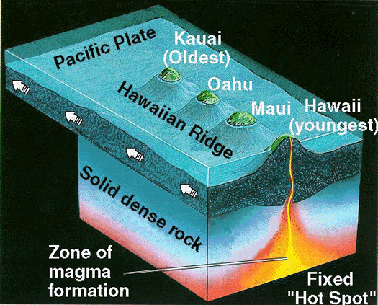 Pacific Plate
Kauai
(Oldest)
Oahu
Maui
Hawaii
(youngest)
Hawaiian Ridge
Solid dense
rock
Zone of
magma
formation
Fixed
"Hot Spot"